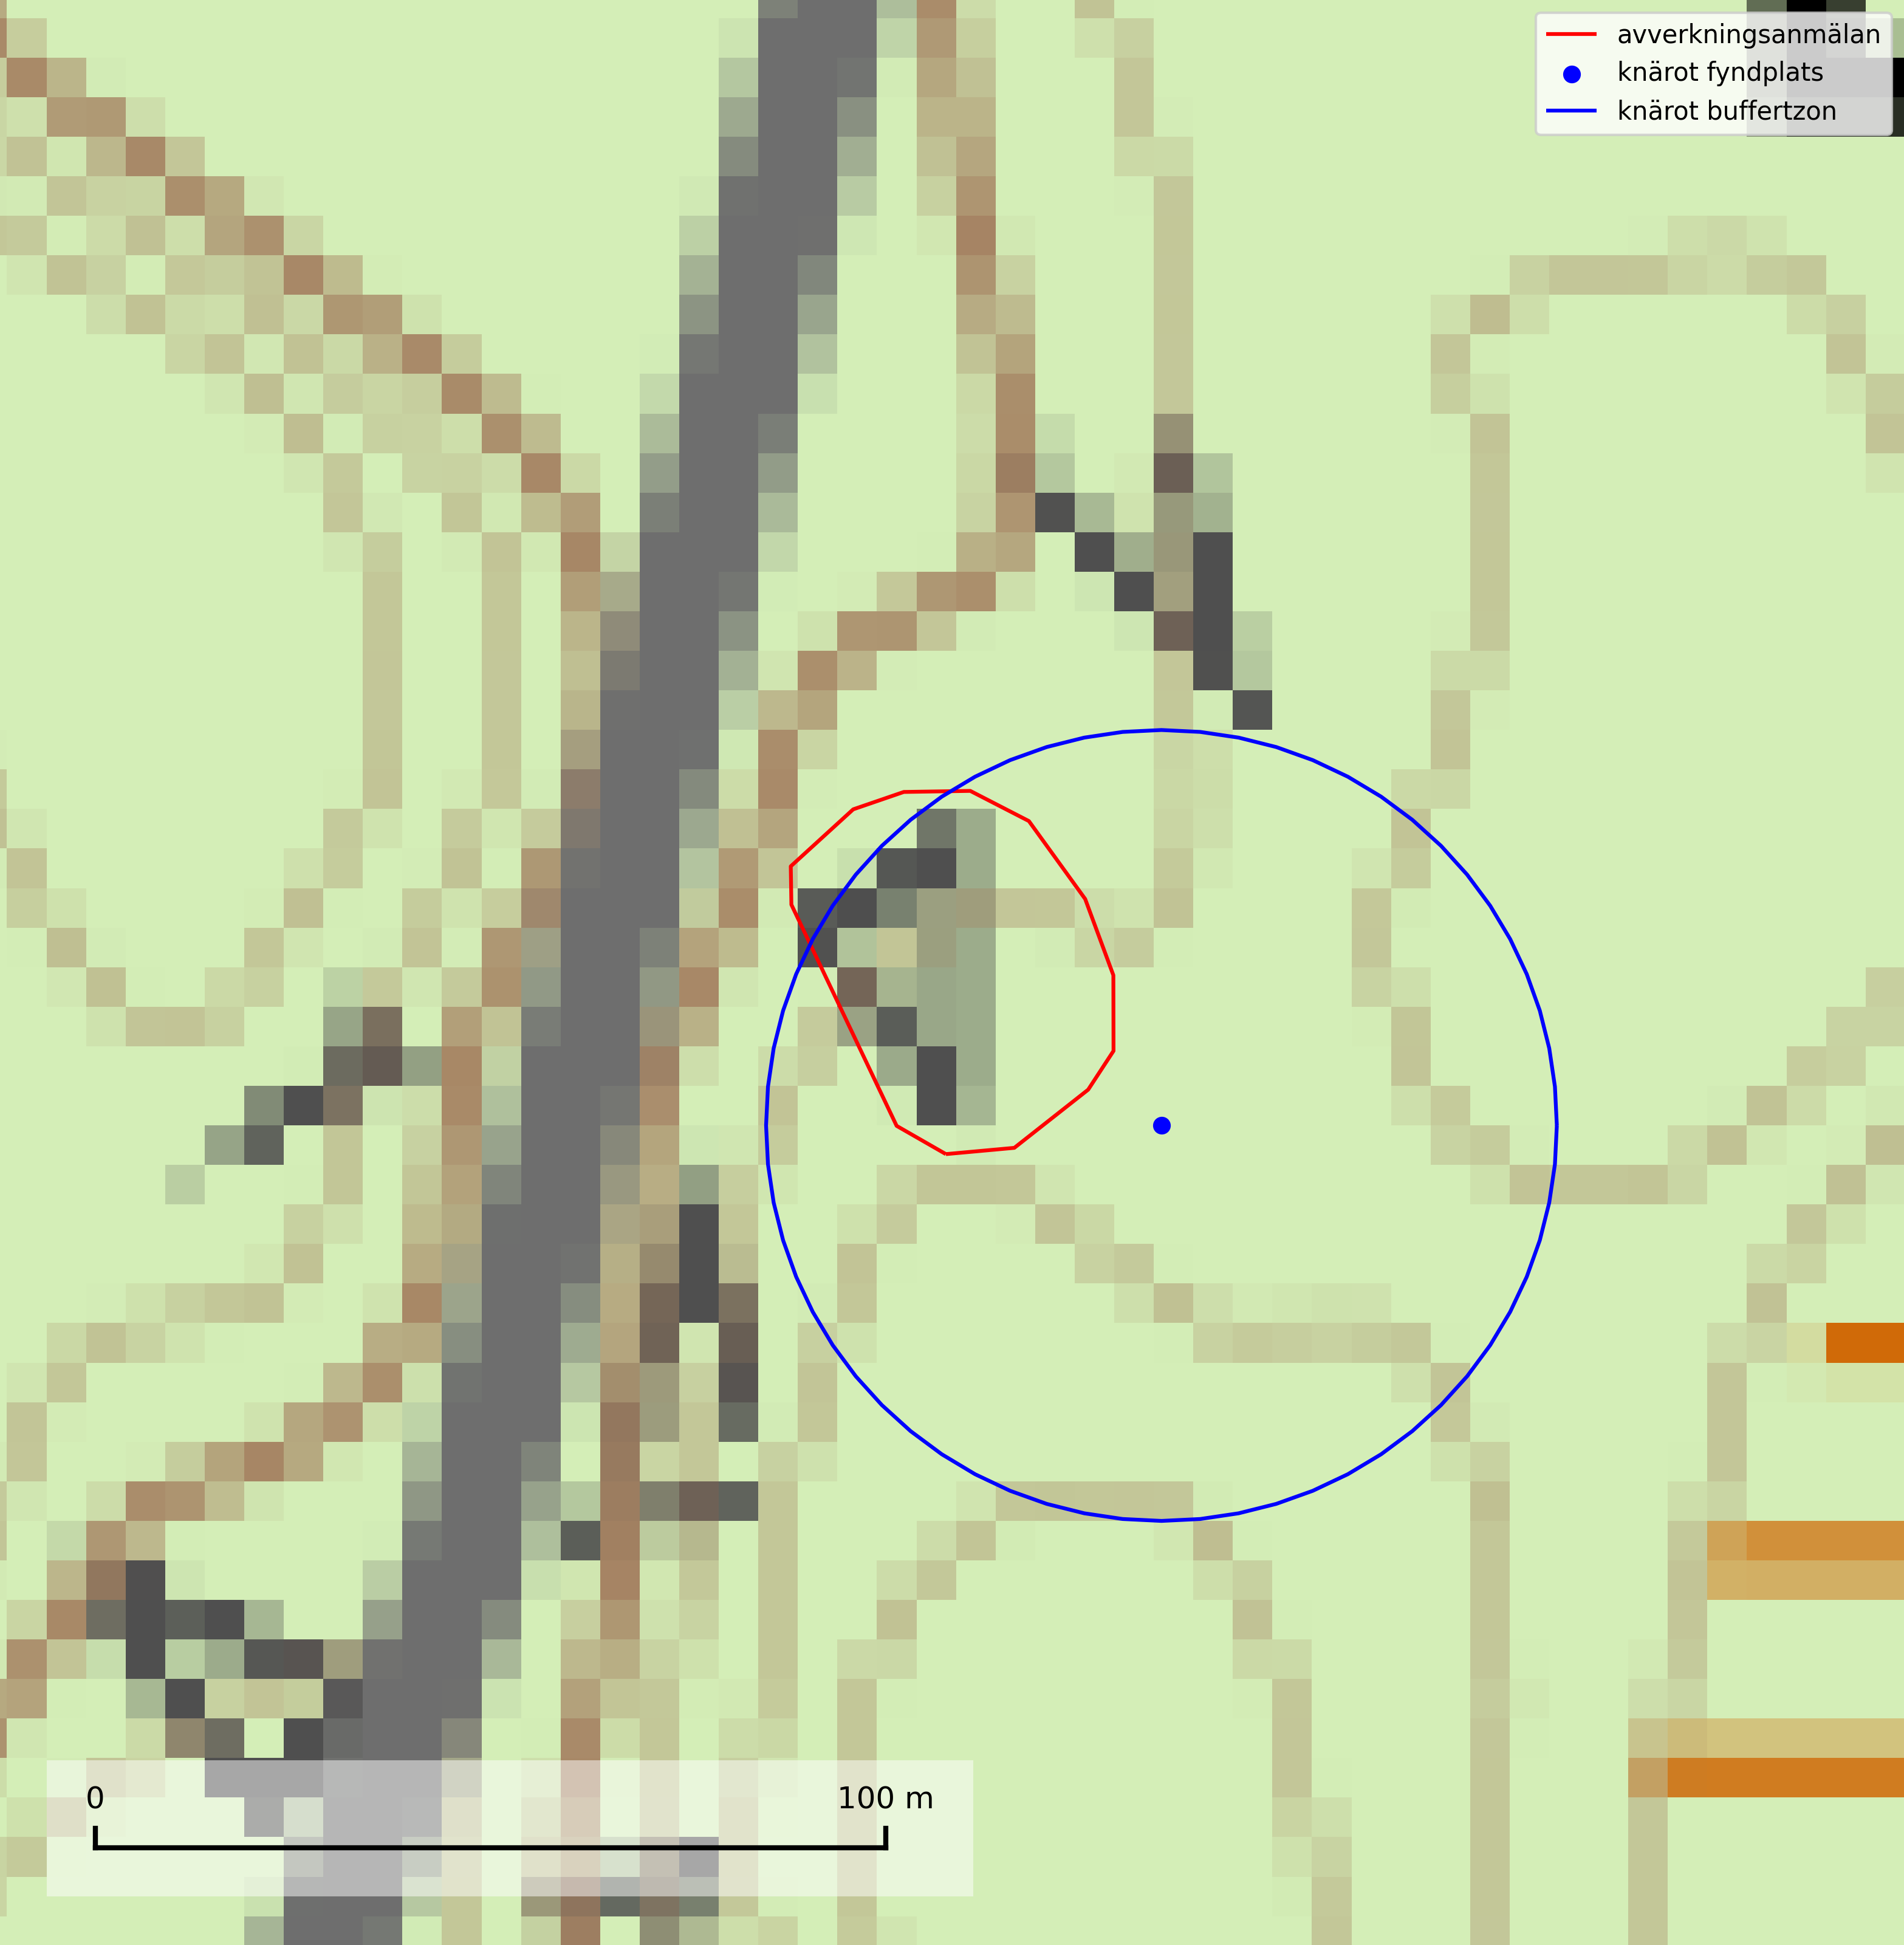 avverkningsanmälan
knärot fyndplats
knärot buffertzon
0 100 m